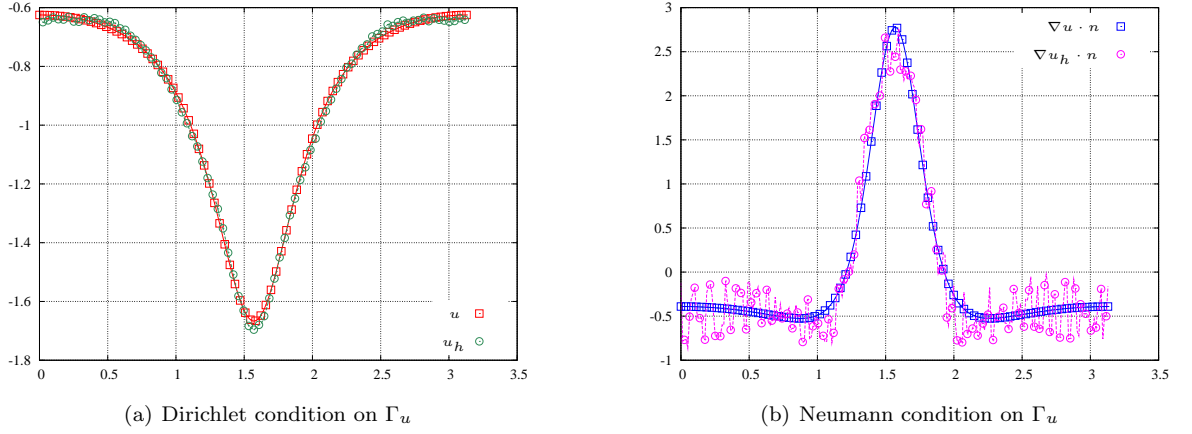 -0.6
-0.8
-1
-1.2
-1.4
-1.6
-1.8
0 0.5 1 1.5 2 2.5 3 3.5
u
u_h
(a) Dirichlet condition on Γ_u
3
2.5
2
1.5
1
0.5
0
-0.5
-1
0 0.5 1 1.5 2 2.5 3 3.5
∇u · n
∇u_h · n
(b) Neumann condition on Γ_u